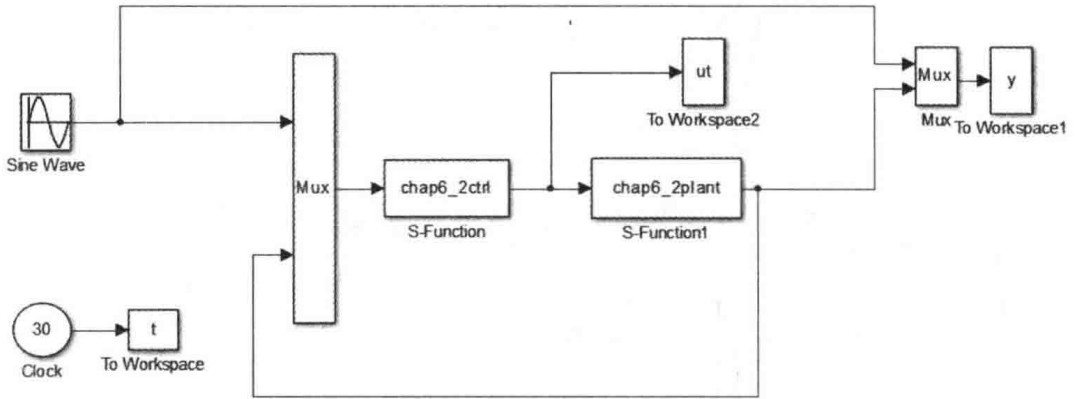 Sine Wave
Mux
chap6_2ctrl
S-Function
ut
To Workspace2
chap6_2plant
S-Function1
Mux
Mux
y
To Workspace1
30
Clock
t
To Workspace